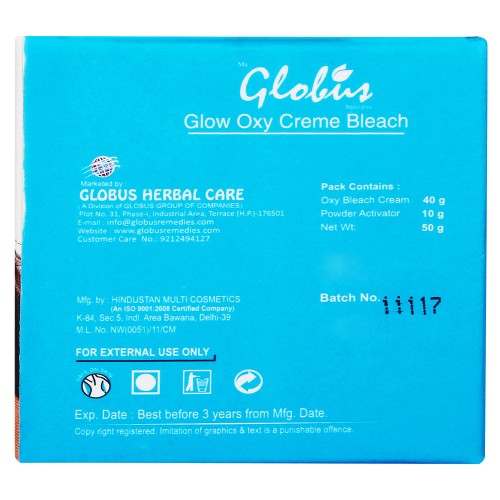 Globus
Glow Oxy Creme Bleach
Marketed by :
GLOBUS HERBAL CARE
( A Division of GLOBUS GROUP OF COMPANIES )
Plot No. 31, Phase-I, Industrial Area, Terrace (H.P.)-176501
E-mail : info@globusremedies.com
Website : www.globusremedies.com
Customer Care No.: 9212494127
Pack Contains :
Oxy Bleach Cream 40 g
Powder Activator 10 g
Net Wt: 50 g
Mfg. by : HINDUSTAN MULTI COSMETICS
(An ISO 9001:2008 Certified Company)
K-84, Sec.5, Indl. Area Bawana, Delhi-39
M.L. No. NW(0051)/11/CM
Batch No. 11117
FOR EXTERNAL USE ONLY
Exp. Date : Best before 3 years from Mfg. Date.
Copy right registered. Imitation of graphics & text is a punishable offence.